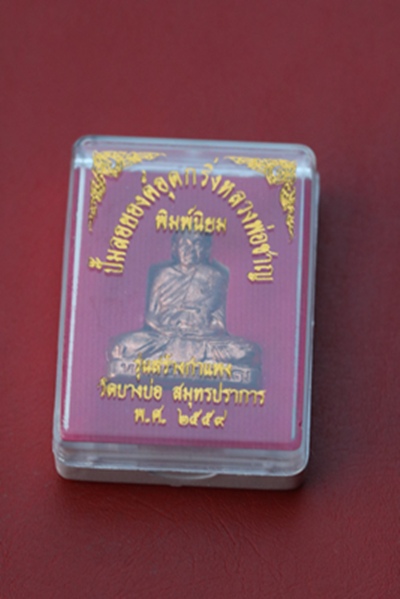 ปั๊มลอยองค์อุดกริ่งหลวงพ่อชาญ
พิมพ์นิยม
รุ่นสร้างกำแพง
วัดบางบ่อ สมุทรปราการ
พ.ศ. ๒๕๕๙